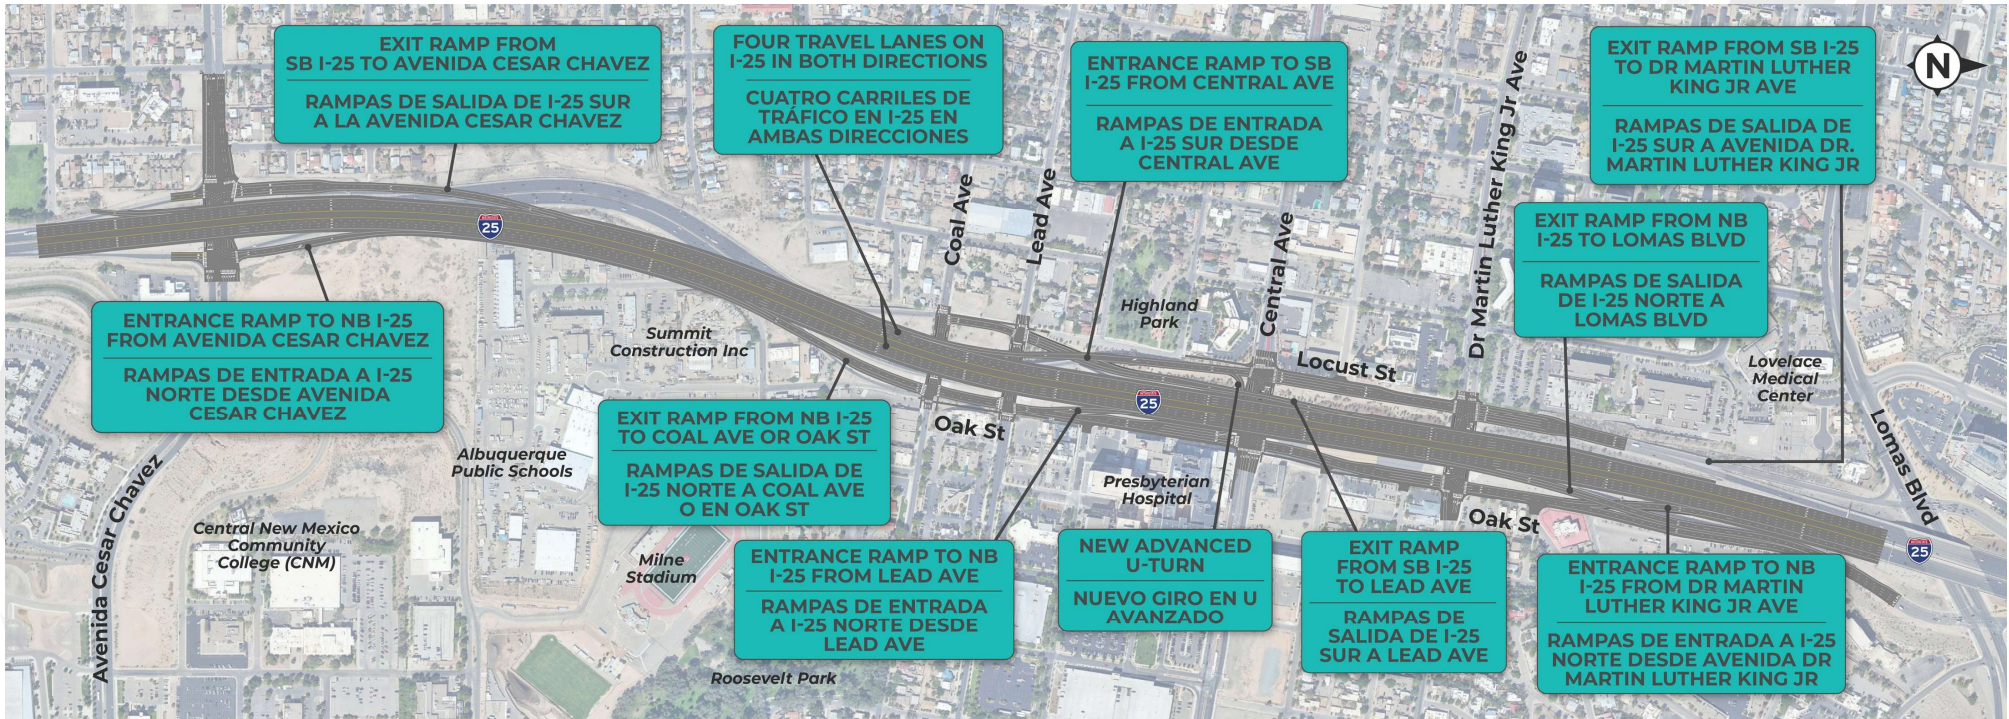 EXIT RAMP FROM
SB I-25 TO AVENIDA CESAR CHAVEZ
RAMPAS DE SALIDA DE I-25 SUR
A LA AVENIDA CESAR CHAVEZ
FOUR TRAVEL LANES ON
I-25 IN BOTH DIRECTIONS
CUATRO CARRILES DE
TRÁFICO EN I-25 EN
AMBAS DIRECCIONES
ENTRANCE RAMP TO SB
I-25 FROM CENTRAL AVE
RAMPAS DE ENTRADA
A I-25 SUR DESDE
CENTRAL AVE
EXIT RAMP FROM SB I-25
TO DR MARTIN LUTHER
KING JR AVE
RAMPAS DE SALIDA DE
I-25 SUR A AVENIDA DR.
MARTIN LUTHER KING JR
N
EXIT RAMP FROM NB
I-25 TO LOMAS BLVD
RAMPAS DE SALIDA
DE I-25 NORTE A
LOMAS BLVD
Coal Ave
Lead Ave
Central Ave
Dr Martin Luther King Jr Ave
25
ENTRANCE RAMP TO NB I-25
FROM AVENIDA CESAR CHAVEZ
RAMPAS DE ENTRADA A I-25
NORTE DESDE AVENIDA
CESAR CHAVEZ
Summit
Construction Inc
Highland
Park
Locust St
Lovelace
Medical
Center
25
EXIT RAMP FROM NB I-25
TO COAL AVE OR OAK ST
RAMPAS DE SALIDA DE
I-25 NORTE A COAL AVE
O EN OAK ST
Oak St
Albuquerque
Public Schools
Presbyterian
Hospital
Lomas Blvd
Avenida Cesar Chavez
Central New Mexico
Community
College (CNM)
Milne
Stadium
Oak St
25
ENTRANCE RAMP TO NB
I-25 FROM LEAD AVE
RAMPAS DE ENTRADA
A I-25 NORTE DESDE
LEAD AVE
NEW ADVANCED
U-TURN
NUEVO GIRO EN U
AVANZADO
EXIT RAMP
FROM SB I-25
TO LEAD AVE
RAMPAS DE
SALIDA DE I-25
SUR A LEAD AVE
ENTRANCE RAMP TO NB
I-25 FROM DR MARTIN
LUTHER KING JR AVE
RAMPAS DE ENTRADA A I-25
NORTE DESDE AVENIDA DR
MARTIN LUTHER KING JR
Roosevelt Park